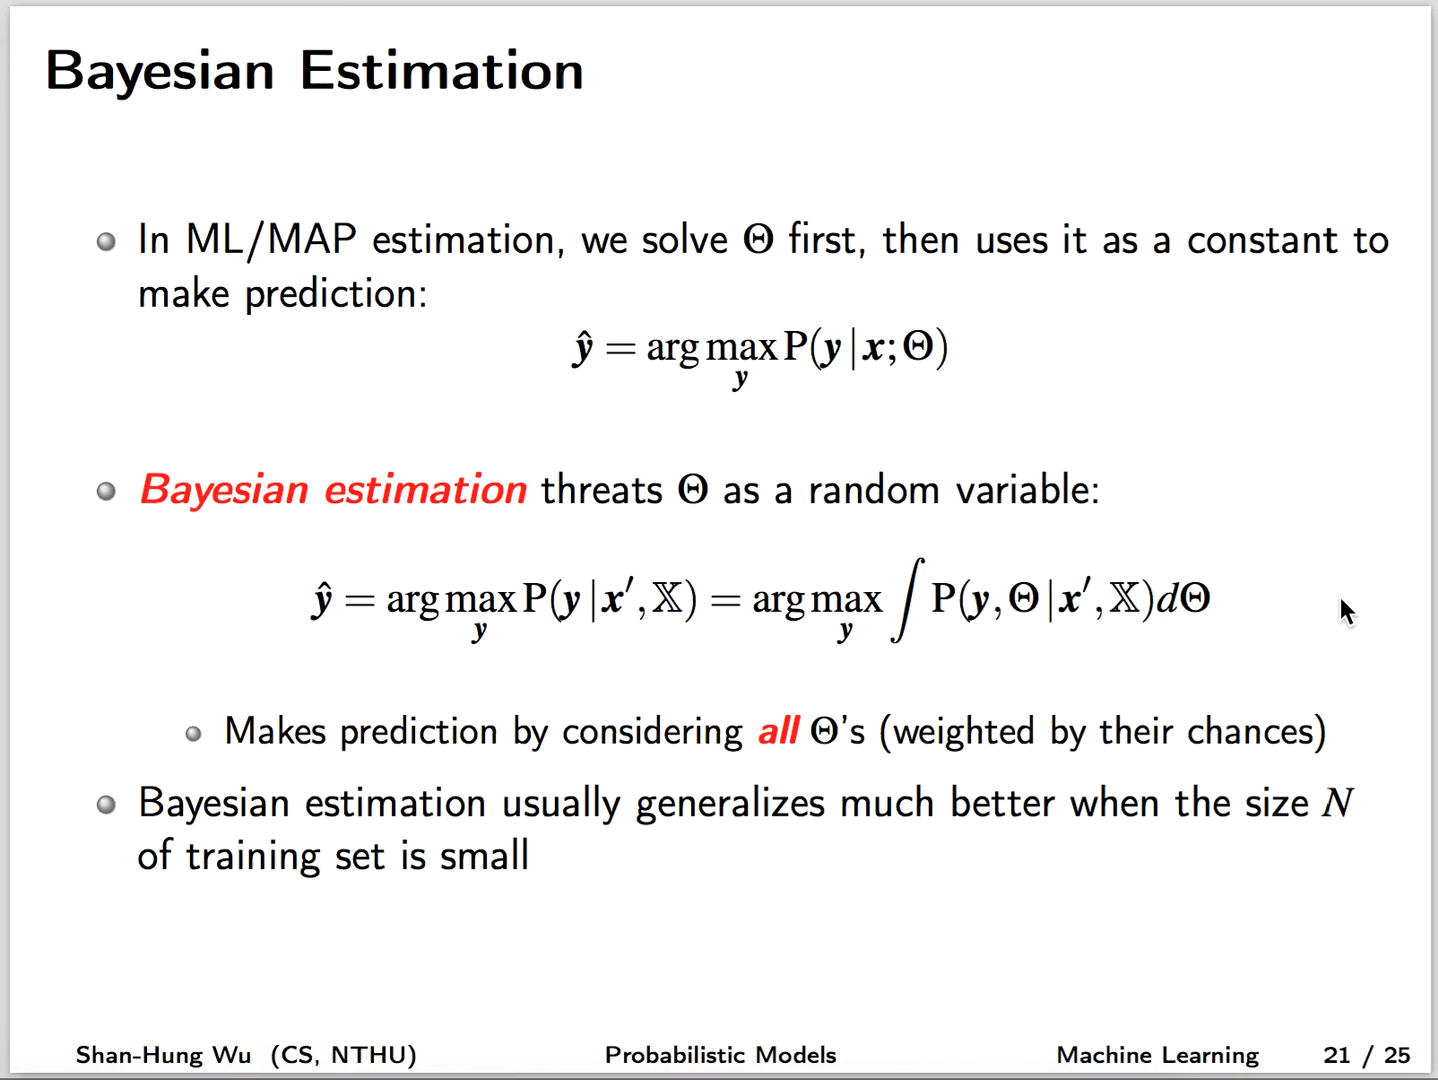 Bayesian Estimation
In ML/MAP estimation, we solve Θ first, then uses it as a constant to
make prediction:
ŷ = arg max_y P(y | x; Θ)
Bayesian estimation threats Θ as a random variable:
ŷ = arg max_y P(y | x′, 𝕏) = arg max_y ∫ P(y, Θ | x′, 𝕏)dΘ
Makes prediction by considering all Θ's (weighted by their chances)
Bayesian estimation usually generalizes much better when the size N
of training set is small
Shan-Hung Wu (CS, NTHU) Probabilistic Models Machine Learning 21 / 25